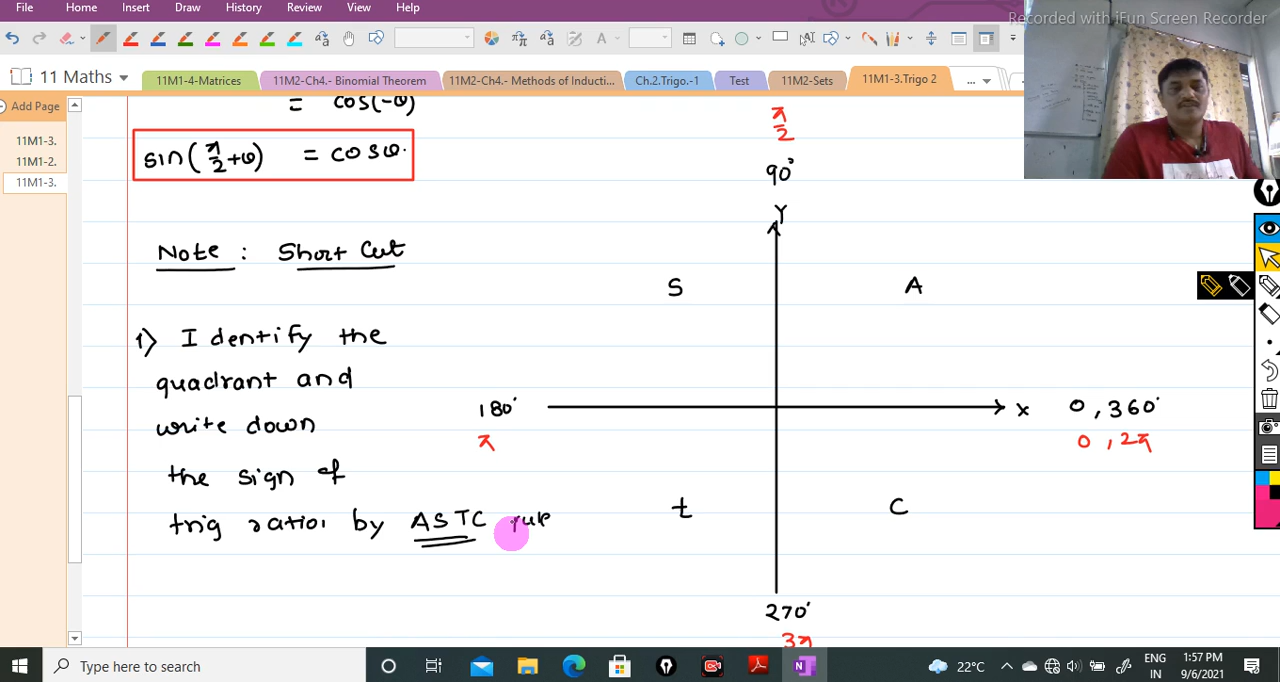 File Home Insert Draw History Review View Help
Recorded with iFun Screen Recorder
11 Maths
11M1-4-Matrices
11M2-Ch4.- Binomial Theorem
11M2-Ch4.- Methods of Inducti...
Ch.2.Trigo.-1
Test
11M2-Sets
11M1-3.Trigo 2
...
Add Page
11M1-3.
11M1-2.
11M1-3.
= cos(-θ)
sin(π/2+θ) = cosθ.
Note : Short Cut
1) Identify the
quadrant and
write down
the sign of
trig ratios by ASTC rule
π/2
90°
Y
S
A
180°
π
X
0, 360°
0, 2π
t
C
270°
3π
Type here to search
22°C
ENG
IN
1:57 PM
9/6/2021